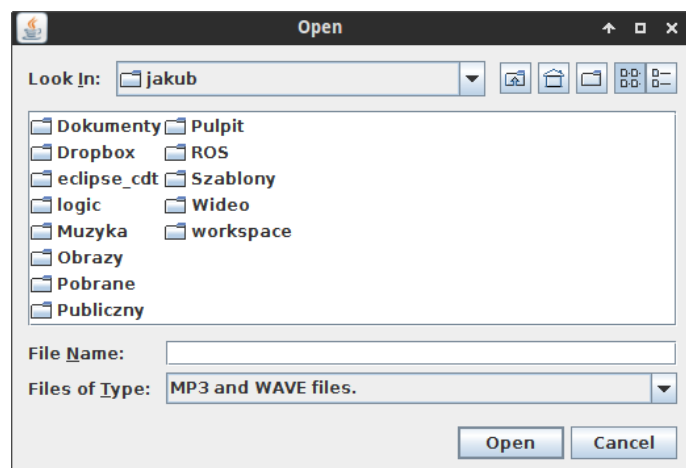 Open
Look In: jakub
Dokumenty Pulpit
Dropbox ROS
eclipse_cdt Szablony
logic Wideo
Muzyka workspace
Obrazy
Pobrane
Publiczny
File Name:
Files of Type: MP3 and WAVE files.
Open Cancel